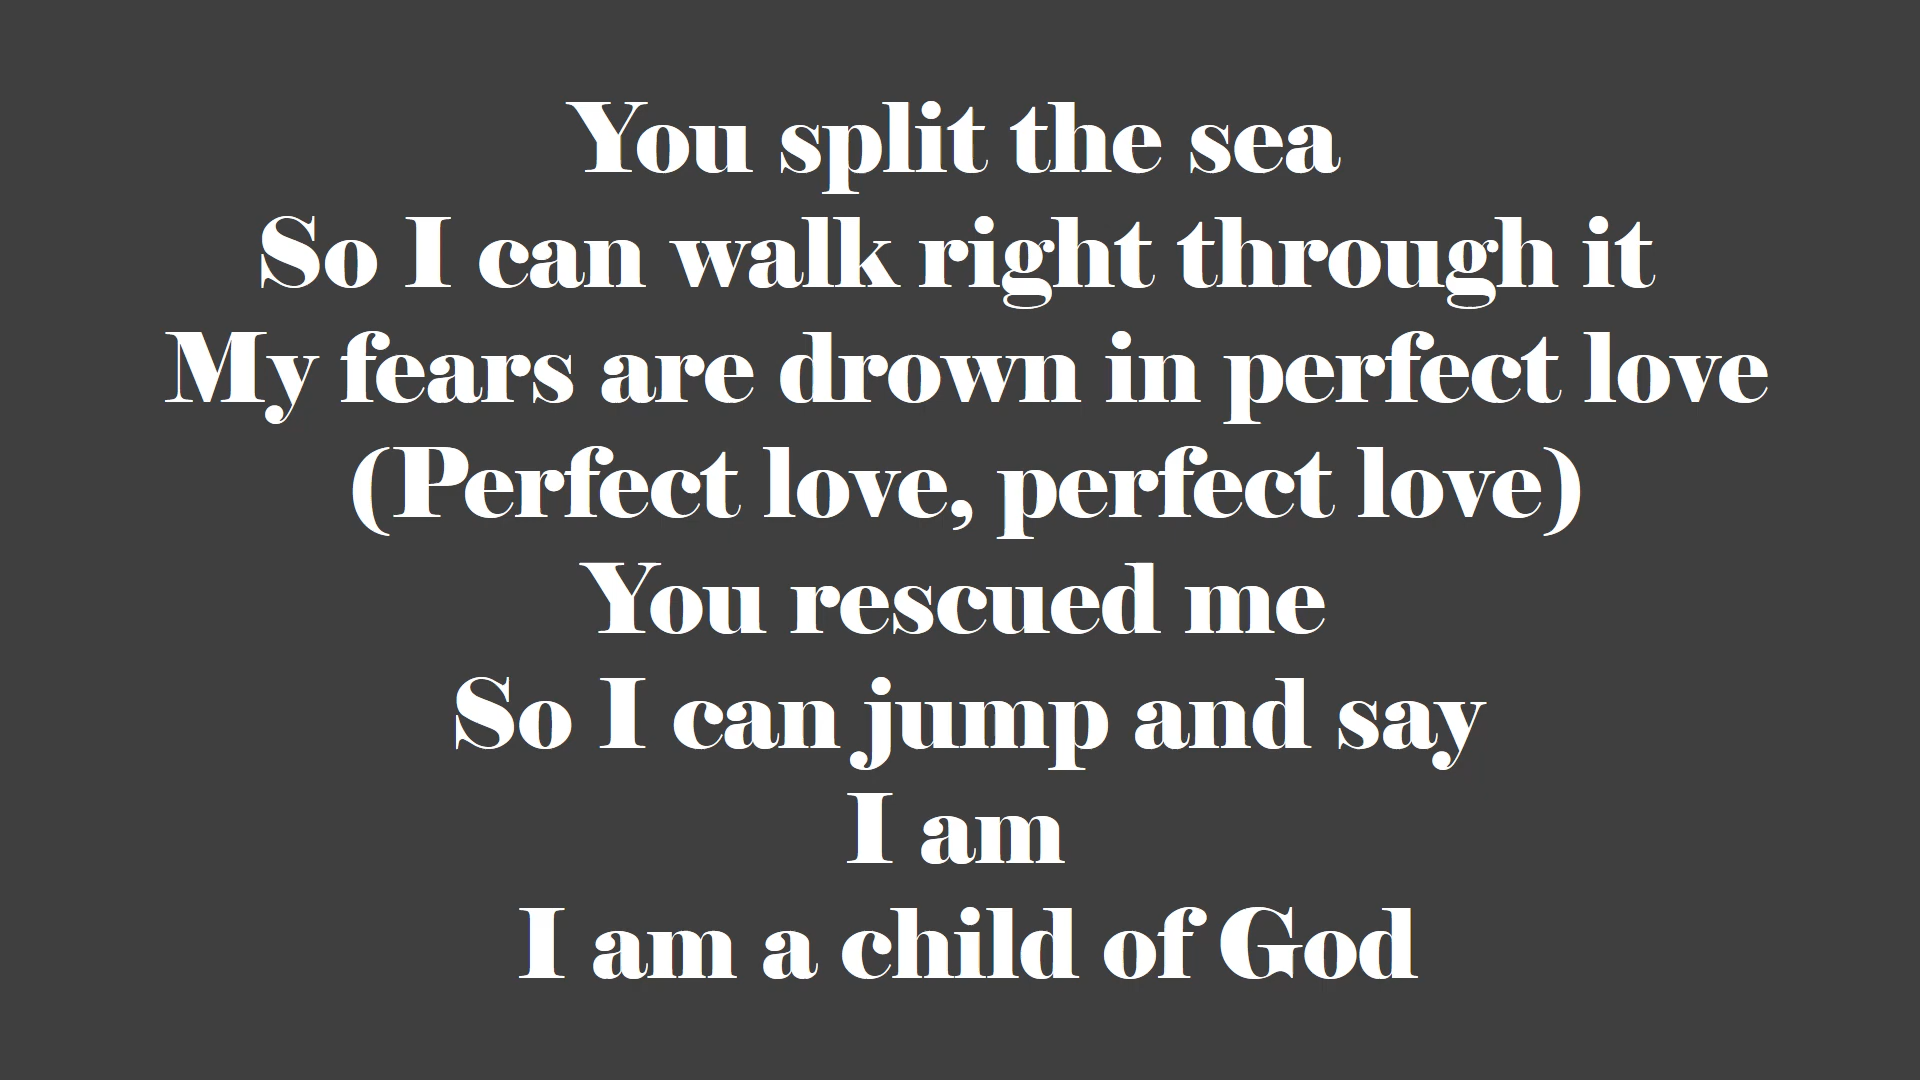 You split the sea
So I can walk right through it
My fears are drown in perfect love
(Perfect love, perfect love)
You rescued me
So I can jump and say
I am
I am a child of God